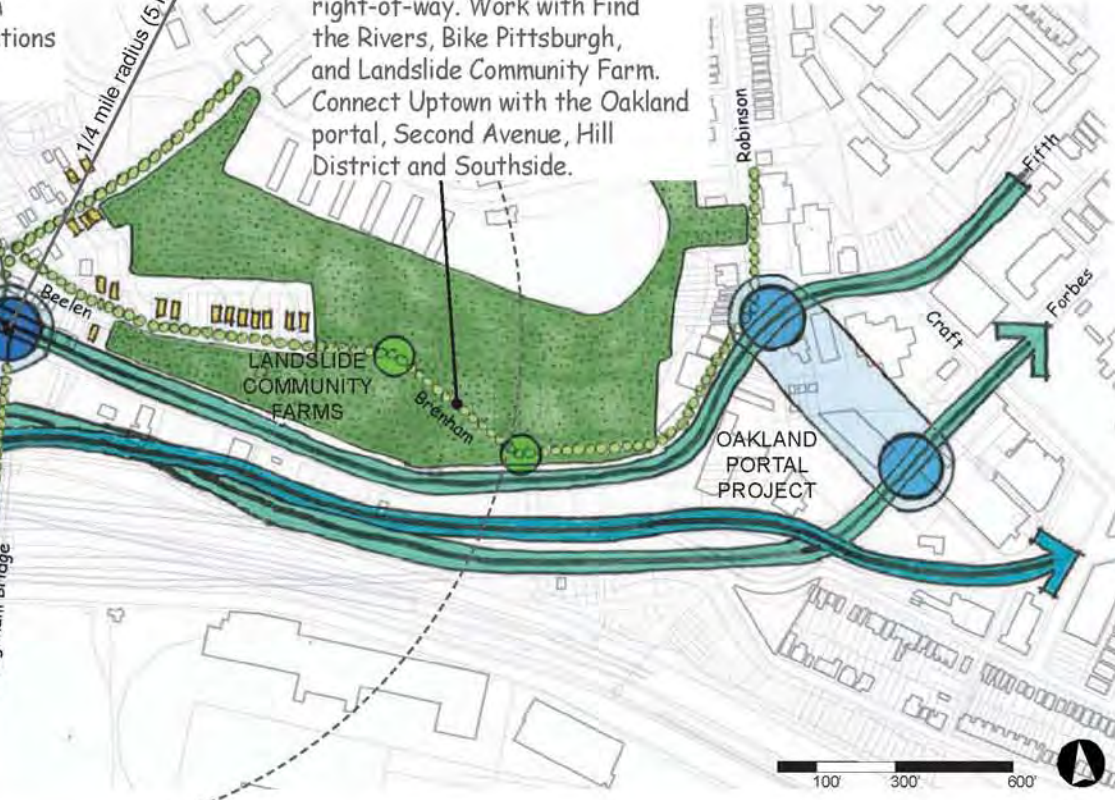 tions
1/4 mile radius (5
right-of-way. Work with Find
the Rivers, Bike Pittsburgh,
and Landslide Community Farm.
Connect Uptown with the Oakland
portal, Second Avenue, Hill
District and Southside.
Robinson
Fifth
Forbes
Craft
Beelen
LANDSLIDE
COMMUNITY
FARMS
Brenham
OAKLAND
PORTAL
PROJECT
Bridge
100' 300' 600'